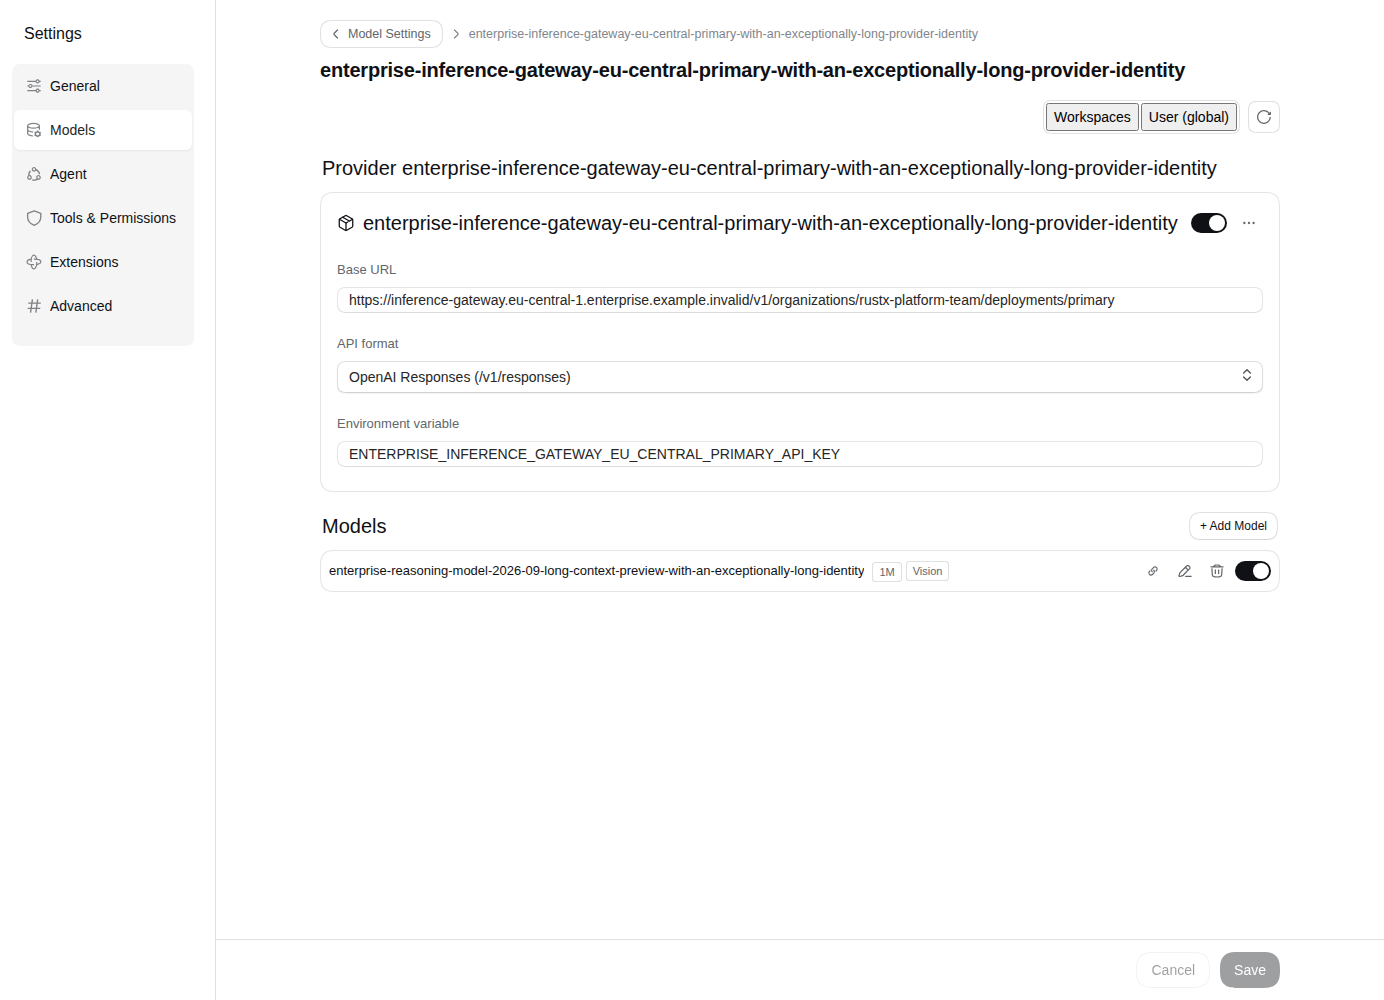 Settings
General
Models
Agent
Tools & Permissions
Extensions
Advanced
Model Settings
enterprise-inference-gateway-eu-central-primary-with-an-exceptionally-long-provider-identity
enterprise-inference-gateway-eu-central-primary-with-an-exceptionally-long-provider-identity
Workspaces
User (global)
Provider enterprise-inference-gateway-eu-central-primary-with-an-exceptionally-long-provider-identity
enterprise-inference-gateway-eu-central-primary-with-an-exceptionally-long-provider-identity
Base URL
https://inference-gateway.eu-central-1.enterprise.example.invalid/v1/organizations/rustx-platform-team/deployments/primary
API format
OpenAI Responses (/v1/responses)
Environment variable
ENTERPRISE_INFERENCE_GATEWAY_EU_CENTRAL_PRIMARY_API_KEY
Models
+ Add Model
enterprise-reasoning-model-2026-09-long-context-preview-with-an-exceptionally-long-identity
1M
Vision
Cancel
Save